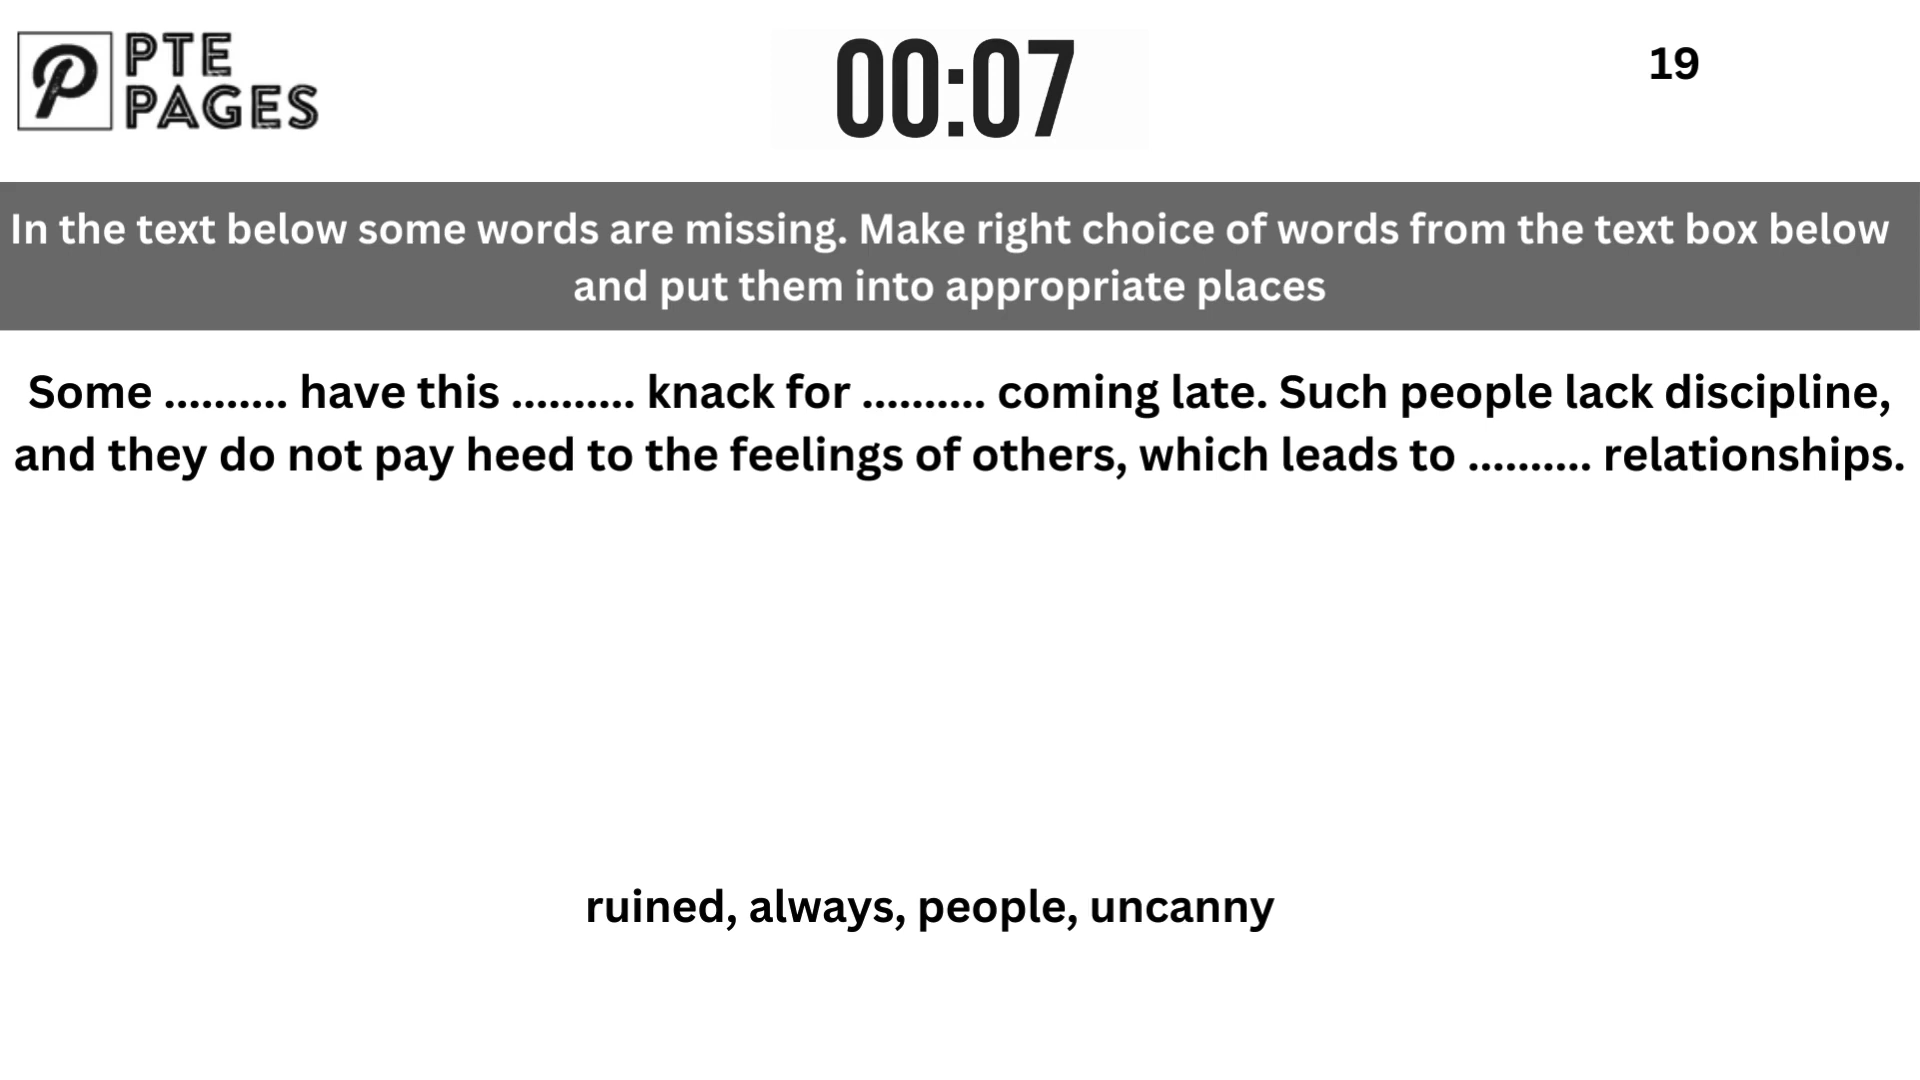 PTE
PAGES
00:07
19
In the text below some words are missing. Make right choice of words from the text box below
and put them into appropriate places
Some .......... have this .......... knack for .......... coming late. Such people lack discipline,
and they do not pay heed to the feelings of others, which leads to .......... relationships.
ruined, always, people, uncanny